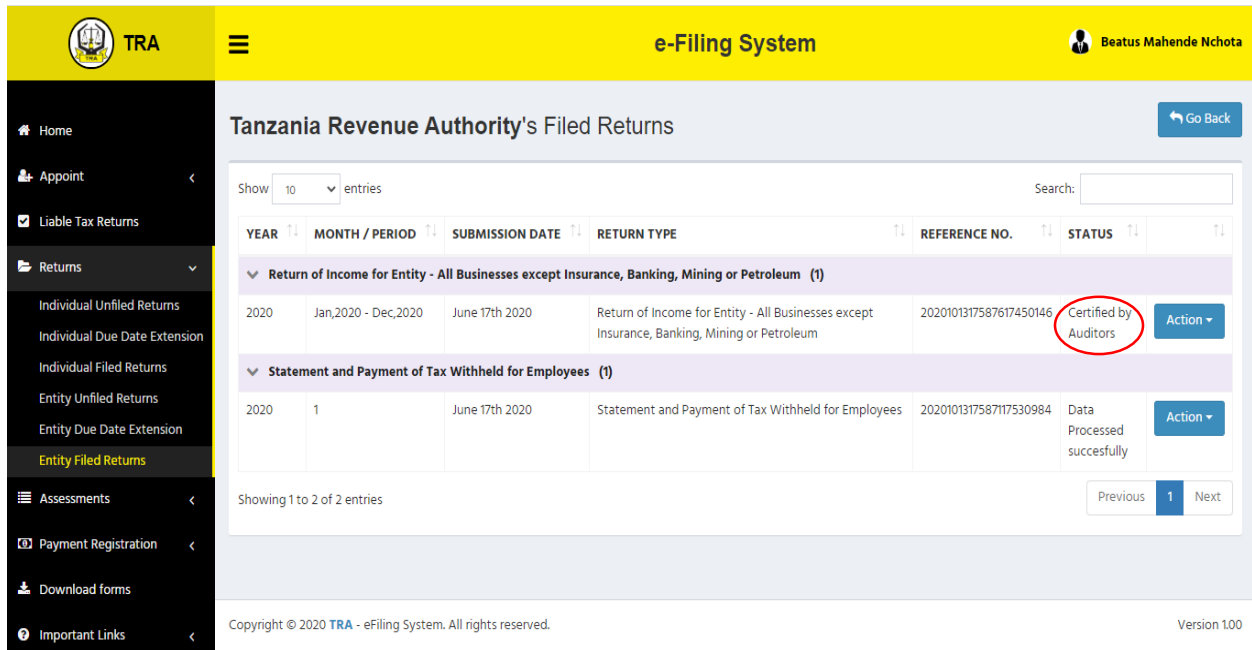 TRA
e-Filing System
Beatus Mahende Nchota
Home
Appoint
Liable Tax Returns
Returns
Individual Unfiled Returns
Individual Due Date Extension
Individual Filed Returns
Entity Unfiled Returns
Entity Due Date Extension
Entity Filed Returns
Assessments
Payment Registration
Download forms
Important Links
Tanzania Revenue Authority's Filed Returns
Go Back
Show 10 entries
Search:
YEAR MONTH / PERIOD SUBMISSION DATE RETURN TYPE REFERENCE NO. STATUS
Return of Income for Entity - All Businesses except Insurance, Banking, Mining or Petroleum (1)
2020 Jan,2020 - Dec,2020 June 17th 2020 Return of Income for Entity - All Businesses except 2020101317587617450146 Certified by Action
Insurance, Banking, Mining or Petroleum Auditors
Statement and Payment of Tax Withheld for Employees (1)
2020 1 June 17th 2020 Statement and Payment of Tax Withheld for Employees 2020101317587117530984 Data Action
Processed
succesfully
Showing 1 to 2 of 2 entries
Previous 1 Next
Copyright © 2020 TRA - eFiling System. All rights reserved.
Version 1.00